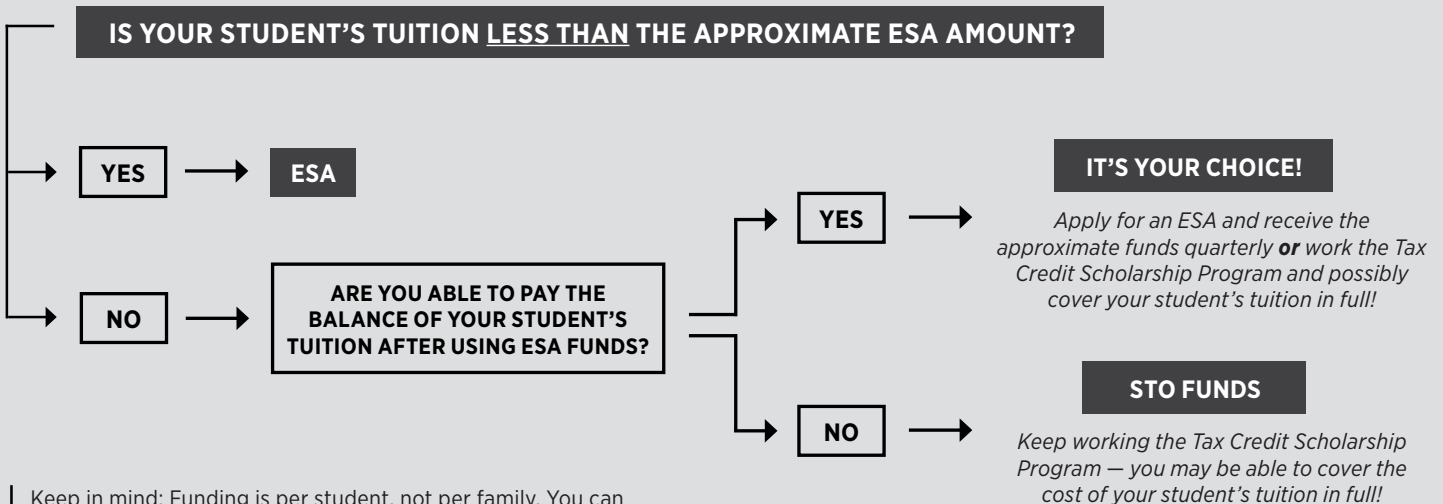 IS YOUR STUDENT'S TUITION LESS THAN THE APPROXIMATE ESA AMOUNT?
YES
ESA
NO
ARE YOU ABLE TO PAY THE
BALANCE OF YOUR STUDENT'S
TUITION AFTER USING ESA FUNDS?
YES
IT'S YOUR CHOICE!
Apply for an ESA and receive the
approximate funds quarterly or work the Tax
Credit Scholarship Program and possibly
cover your student's tuition in full!
NO
STO FUNDS
Keep working the Tax Credit Scholarship
Program — you may be able to cover the
cost of your student's tuition in full!
Keep in mind: Funding is per student, not per family. You can